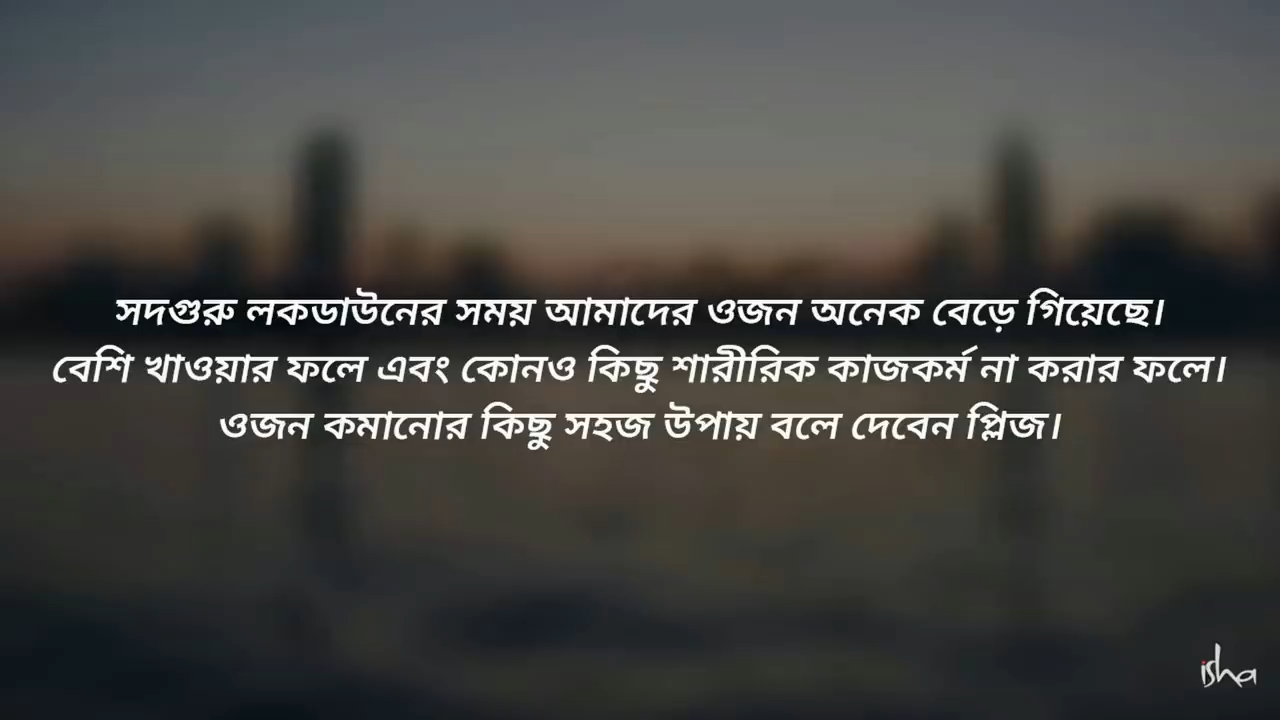 সদগুরু লকডাউনের সময় আমাদের ওজন অনেক বেড়ে গিয়েছে।
বেশি খাওয়ার ফলে এবং কোনও কিছু শারীরিক কাজকর্ম না করার ফলে।
ওজন কমানোর কিছু সহজ উপায় বলে দেবেন প্লিজ।
isha